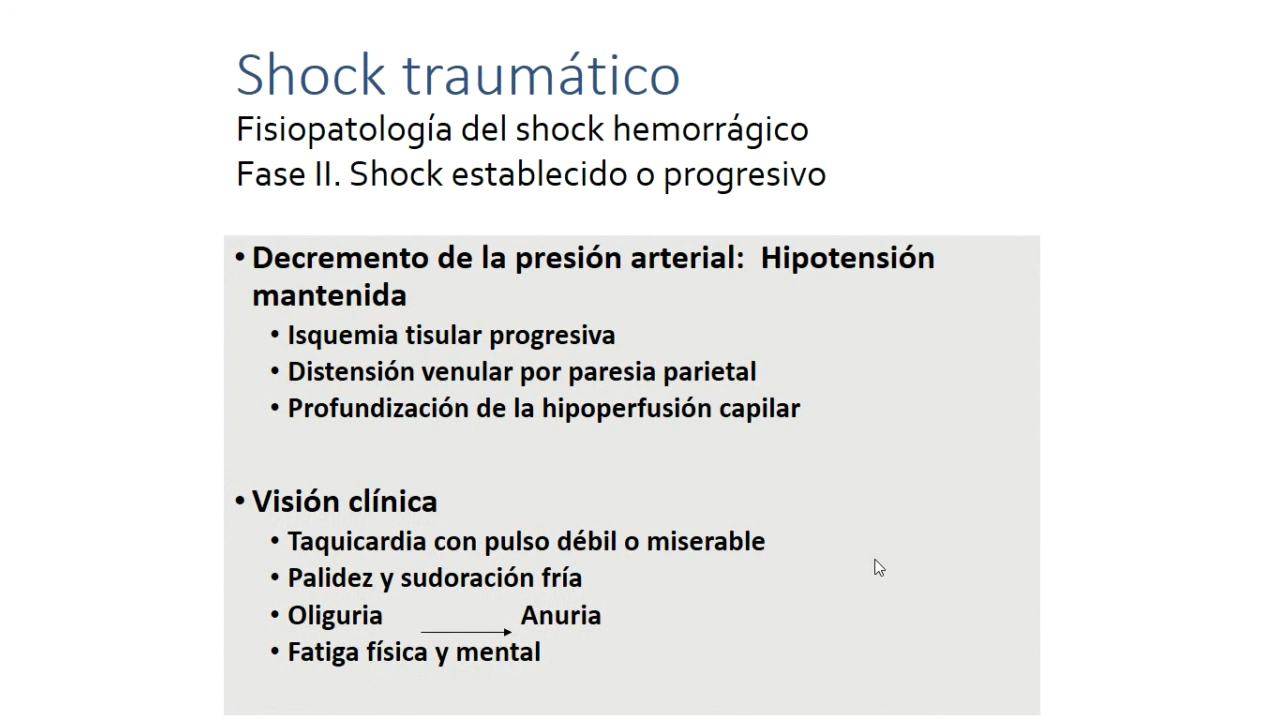 Shock traumático
Fisiopatología del shock hemorrágico
Fase II. Shock establecido o progresivo
• Decremento de la presión arterial: Hipotensión
mantenida
• Isquemia tisular progresiva
• Distensión venular por paresia parietal
• Profundización de la hipoperfusión capilar
• Visión clínica
• Taquicardia con pulso débil o miserable
• Palidez y sudoración fría
• Oliguria Anuria
• Fatiga física y mental